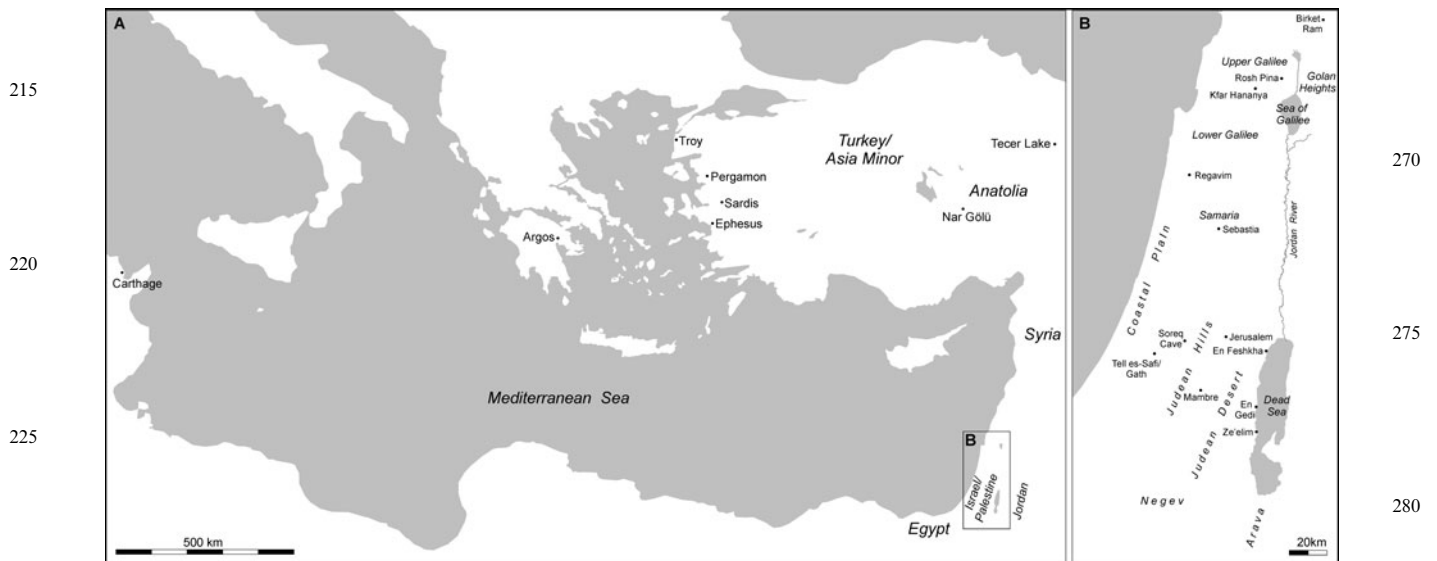 215
220
225
A
Troy
Pergamon
Sardis
Ephesus
Argos
Carthage
Turkey/
Asia Minor
Tecer Lake
Anatolia
Nar Gölü
Syria
Mediterranean Sea
B
Israel/
Palestine
Jordan
Egypt
500 km
B
Birket
Ram
Upper Galilee
Rosh Pina
Golan
Heights
Kfar Hananya
Sea of
Galilee
Lower Galilee
Regavim
Samaria
Sebastia
Jordan River
Coastal Plain
Soreq
Cave
Judean Hills
Jerusalem
En Feshkha
Tell es-Safi/
Gath
Mambre
Judean Desert
En
Gedi
Dead
Sea
Ze'elim
Negev
Arava
20km
270
275
280